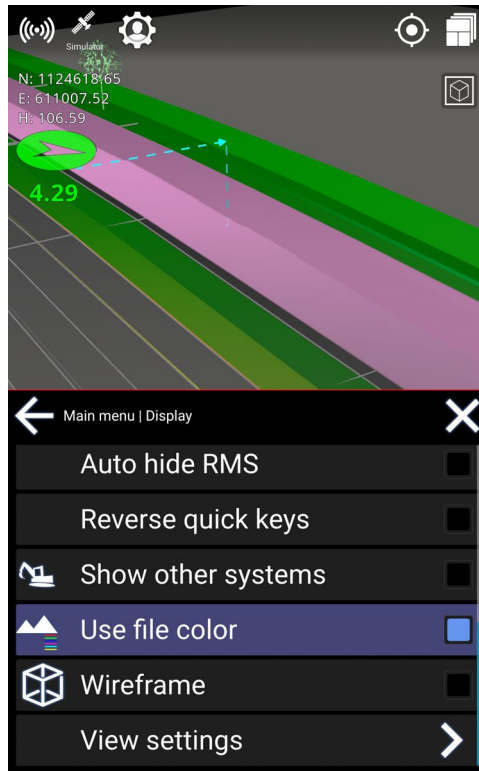 Simulator
N: 1124618.65
E: 611007.52
H: 106.59
4.29
Main menu | Display
Auto hide RMS
Reverse quick keys
Show other systems
Use file color
Wireframe
View settings